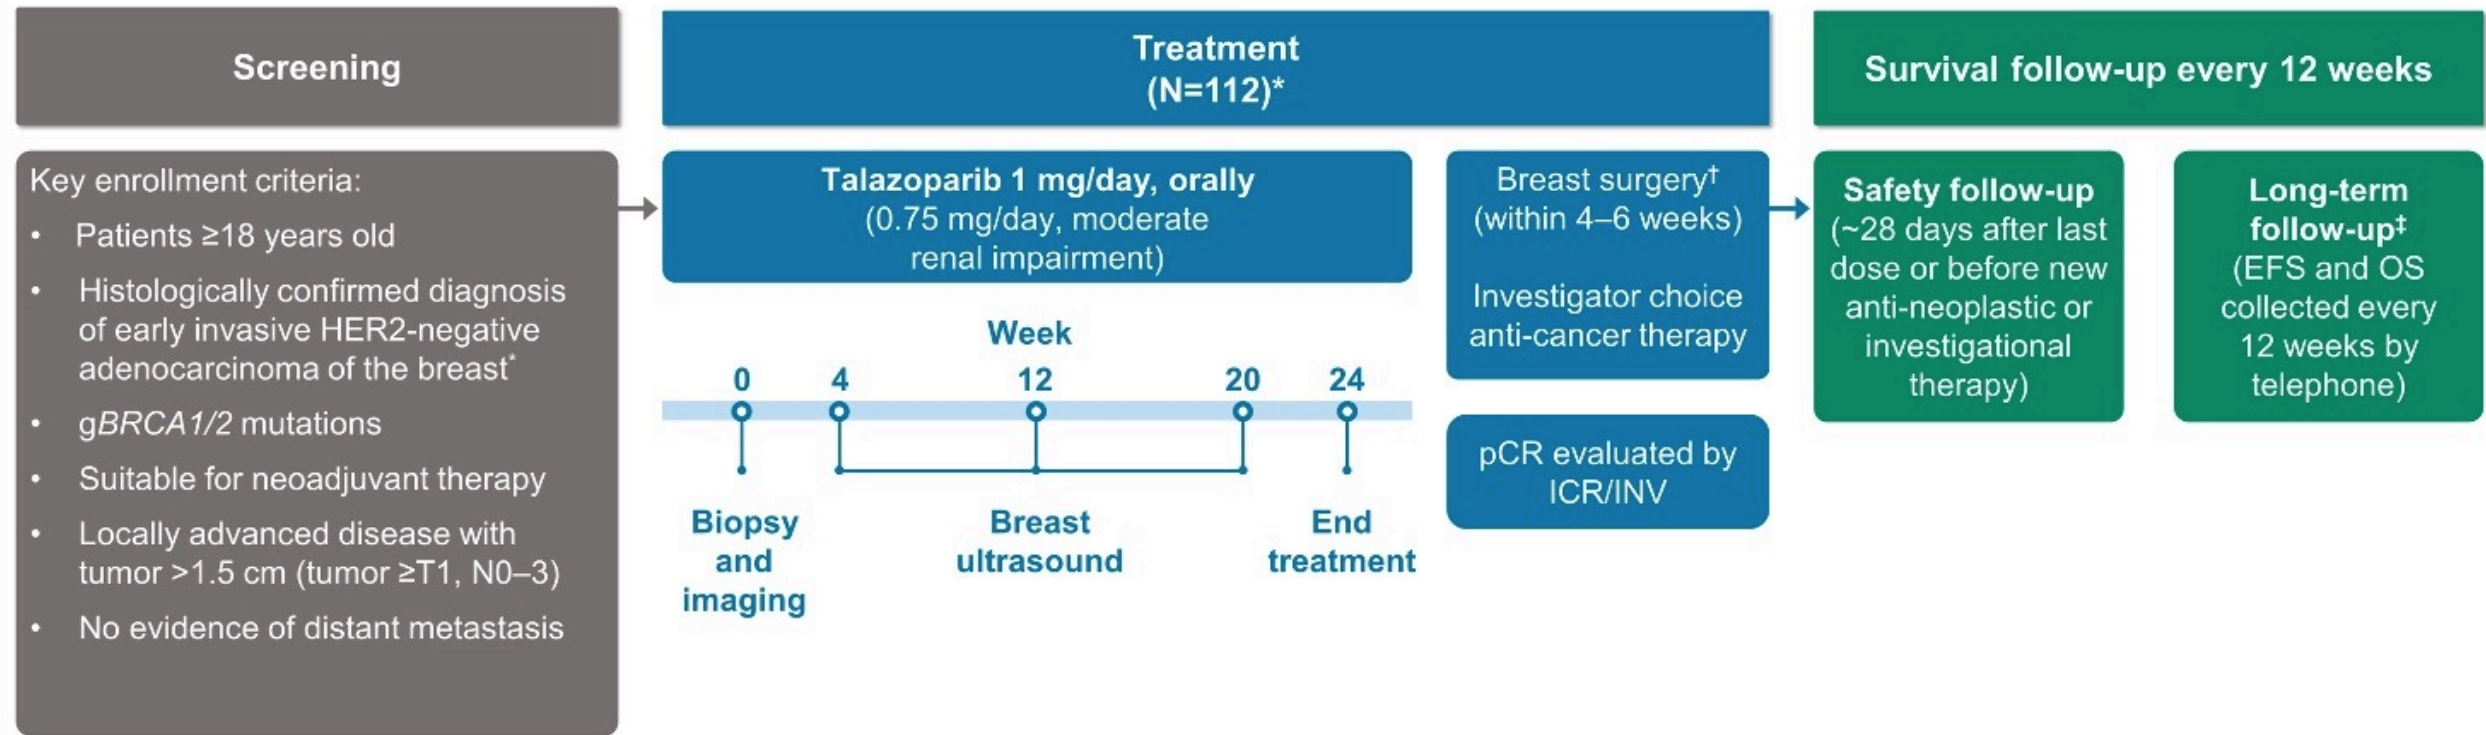 Screening
Key enrollment criteria:
• Patients ≥18 years old
• Histologically confirmed diagnosis
of early invasive HER2-negative
adenocarcinoma of the breast*
• gBRCA1/2 mutations
• Suitable for neoadjuvant therapy
• Locally advanced disease with
tumor >1.5 cm (tumor ≥T1, N0–3)
• No evidence of distant metastasis
Treatment
(N=112)*
Talazoparib 1 mg/day, orally
(0.75 mg/day, moderate
renal impairment)
Week
0 4 12 20 24
Biopsy
and
imaging
Breast
ultrasound
End
treatment
Breast surgery†
(within 4–6 weeks)
Investigator choice
anti-cancer therapy
pCR evaluated by
ICR/INV
Survival follow-up every 12 weeks
Safety follow-up
(~28 days after last
dose or before new
anti-neoplastic or
investigational
therapy)
Long-term
follow-up‡
(EFS and OS
collected every
12 weeks by
telephone)